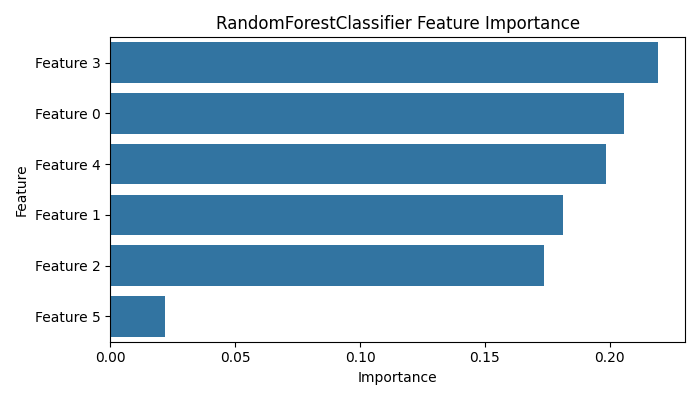 RandomForestClassifier Feature Importance
Feature
Feature 3
Feature 0
Feature 4
Feature 1
Feature 2
Feature 5
0.00 0.05 0.10 0.15 0.20
Importance